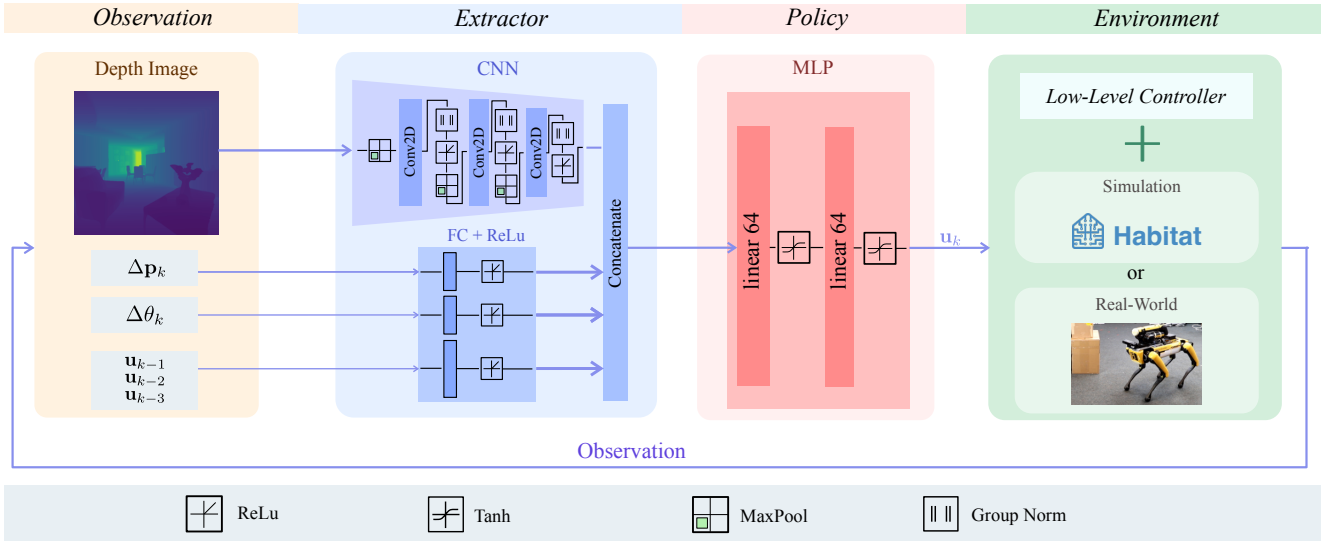 Observation
Extractor
Policy
Environment
Depth Image
Δp_k
Δθ_k
u_{k−1}
u_{k−2}
u_{k−3}
CNN
Conv2D
Conv2D
Conv2D
FC + ReLu
Concatenate
MLP
linear 64
linear 64
u_k
Low-Level Controller
Simulation
Habitat
or
Real-World
Observation
ReLu
Tanh
MaxPool
Group Norm